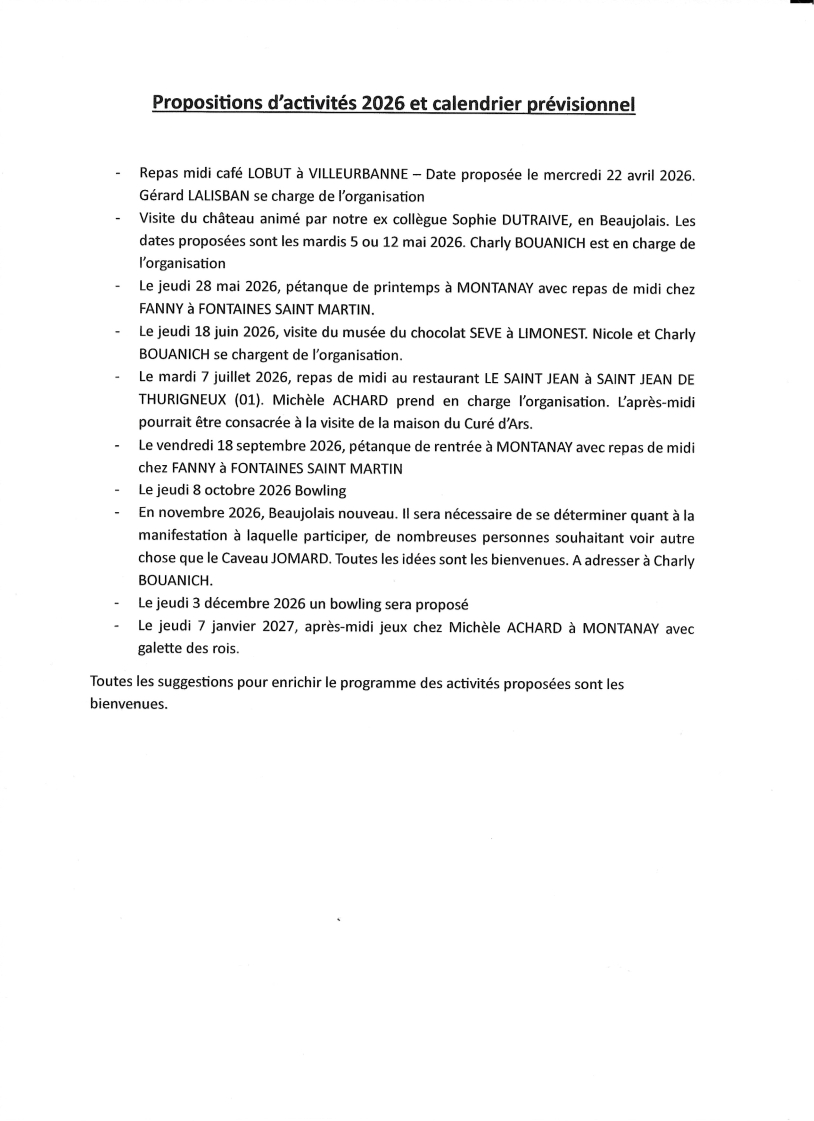 Propositions d'activités 2026 et calendrier prévisionnel
- Repas midi café LOBUT à VILLEURBANNE – Date proposée le mercredi 22 avril 2026.
Gérard LALISBAN se charge de l'organisation
- Visite du château animé par notre ex collègue Sophie DUTRAIVE, en Beaujolais. Les
dates proposées sont les mardis 5 ou 12 mai 2026. Charly BOUANICH est en charge de
l'organisation
- Le jeudi 28 mai 2026, pétanque de printemps à MONTANAY avec repas de midi chez
FANNY à FONTAINES SAINT MARTIN.
- Le jeudi 18 juin 2026, visite du musée du chocolat SEVE à LIMONEST. Nicole et Charly
BOUANICH se chargent de l'organisation.
- Le mardi 7 juillet 2026, repas de midi au restaurant LE SAINT JEAN à SAINT JEAN DE
THURIGNEUX (01). Michèle ACHARD prend en charge l'organisation. L'après-midi
pourrait être consacrée à la visite de la maison du Curé d'Ars.
- Le vendredi 18 septembre 2026, pétanque de rentrée à MONTANAY avec repas de midi
chez FANNY à FONTAINES SAINT MARTIN
- Le jeudi 8 octobre 2026 Bowling
- En novembre 2026, Beaujolais nouveau. Il sera nécessaire de se déterminer quant à la
manifestation à laquelle participer, de nombreuses personnes souhaitant voir autre
chose que le Caveau JOMARD. Toutes les idées sont les bienvenues. A adresser à Charly
BOUANICH.
- Le jeudi 3 décembre 2026 un bowling sera proposé
- Le jeudi 7 janvier 2027, après-midi jeux chez Michèle ACHARD à MONTANAY avec
galette des rois.
Toutes les suggestions pour enrichir le programme des activités proposées sont les
bienvenues.